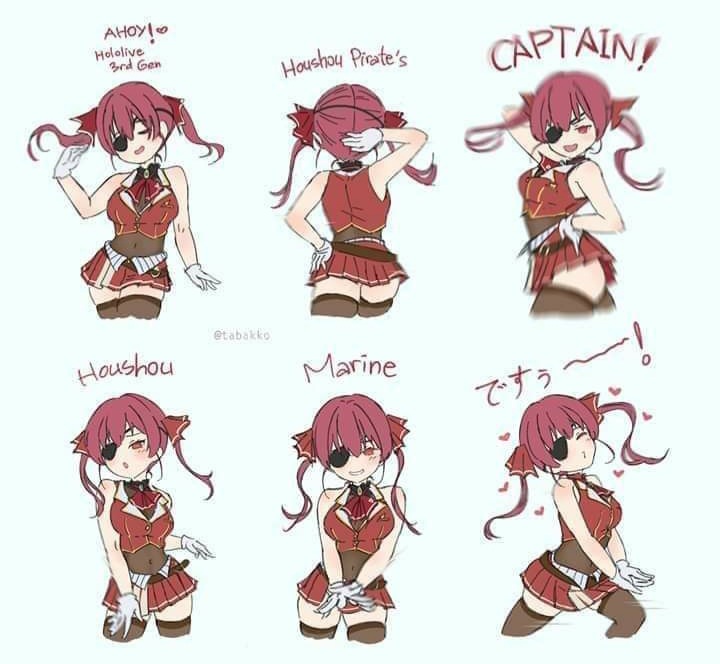 AHOY!♡
Hololive
3rd Gen
Houshou Pirate's
CAPTAIN!
@tabakko
Houshou
Marine
ですぅ〜〜!